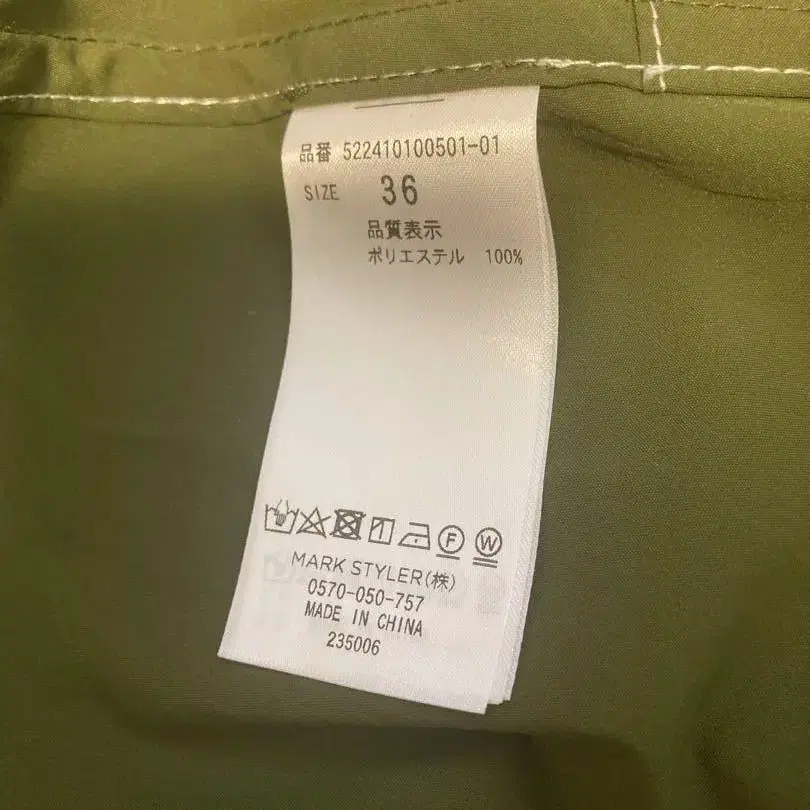 品番 522410100501-01
SIZE 36
品質表示
ポリエステル 100%
F W
MARK STYLER(株)
0570-050-757
MADE IN CHINA
235006